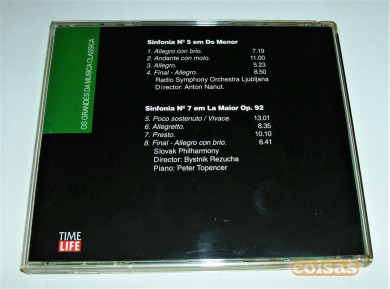 OS GRANDES DA MUSICA CLASSICA
Sinfonia Nº 5 em Do Menor
1. Allegro con brio. 7.19
2. Andante con moto. 11.00
3. Allegro. 5.23
4. Final - Allegro. 8.50
Radio Symphony Orchestra Ljubljana
Director: Anton Nanut.
Sinfonia Nº 7 em La Maior Op. 92
5. Poco sostenuto / Vivace. 13.01
6. Allegretto. 8.35
7. Presto. 10.10
8. Final - Allegro con brio. 6.41
Slovak Philharmony
Director: Bystnik Rezucha
Piano: Peter Topencer
TIME
LIFE
coisas